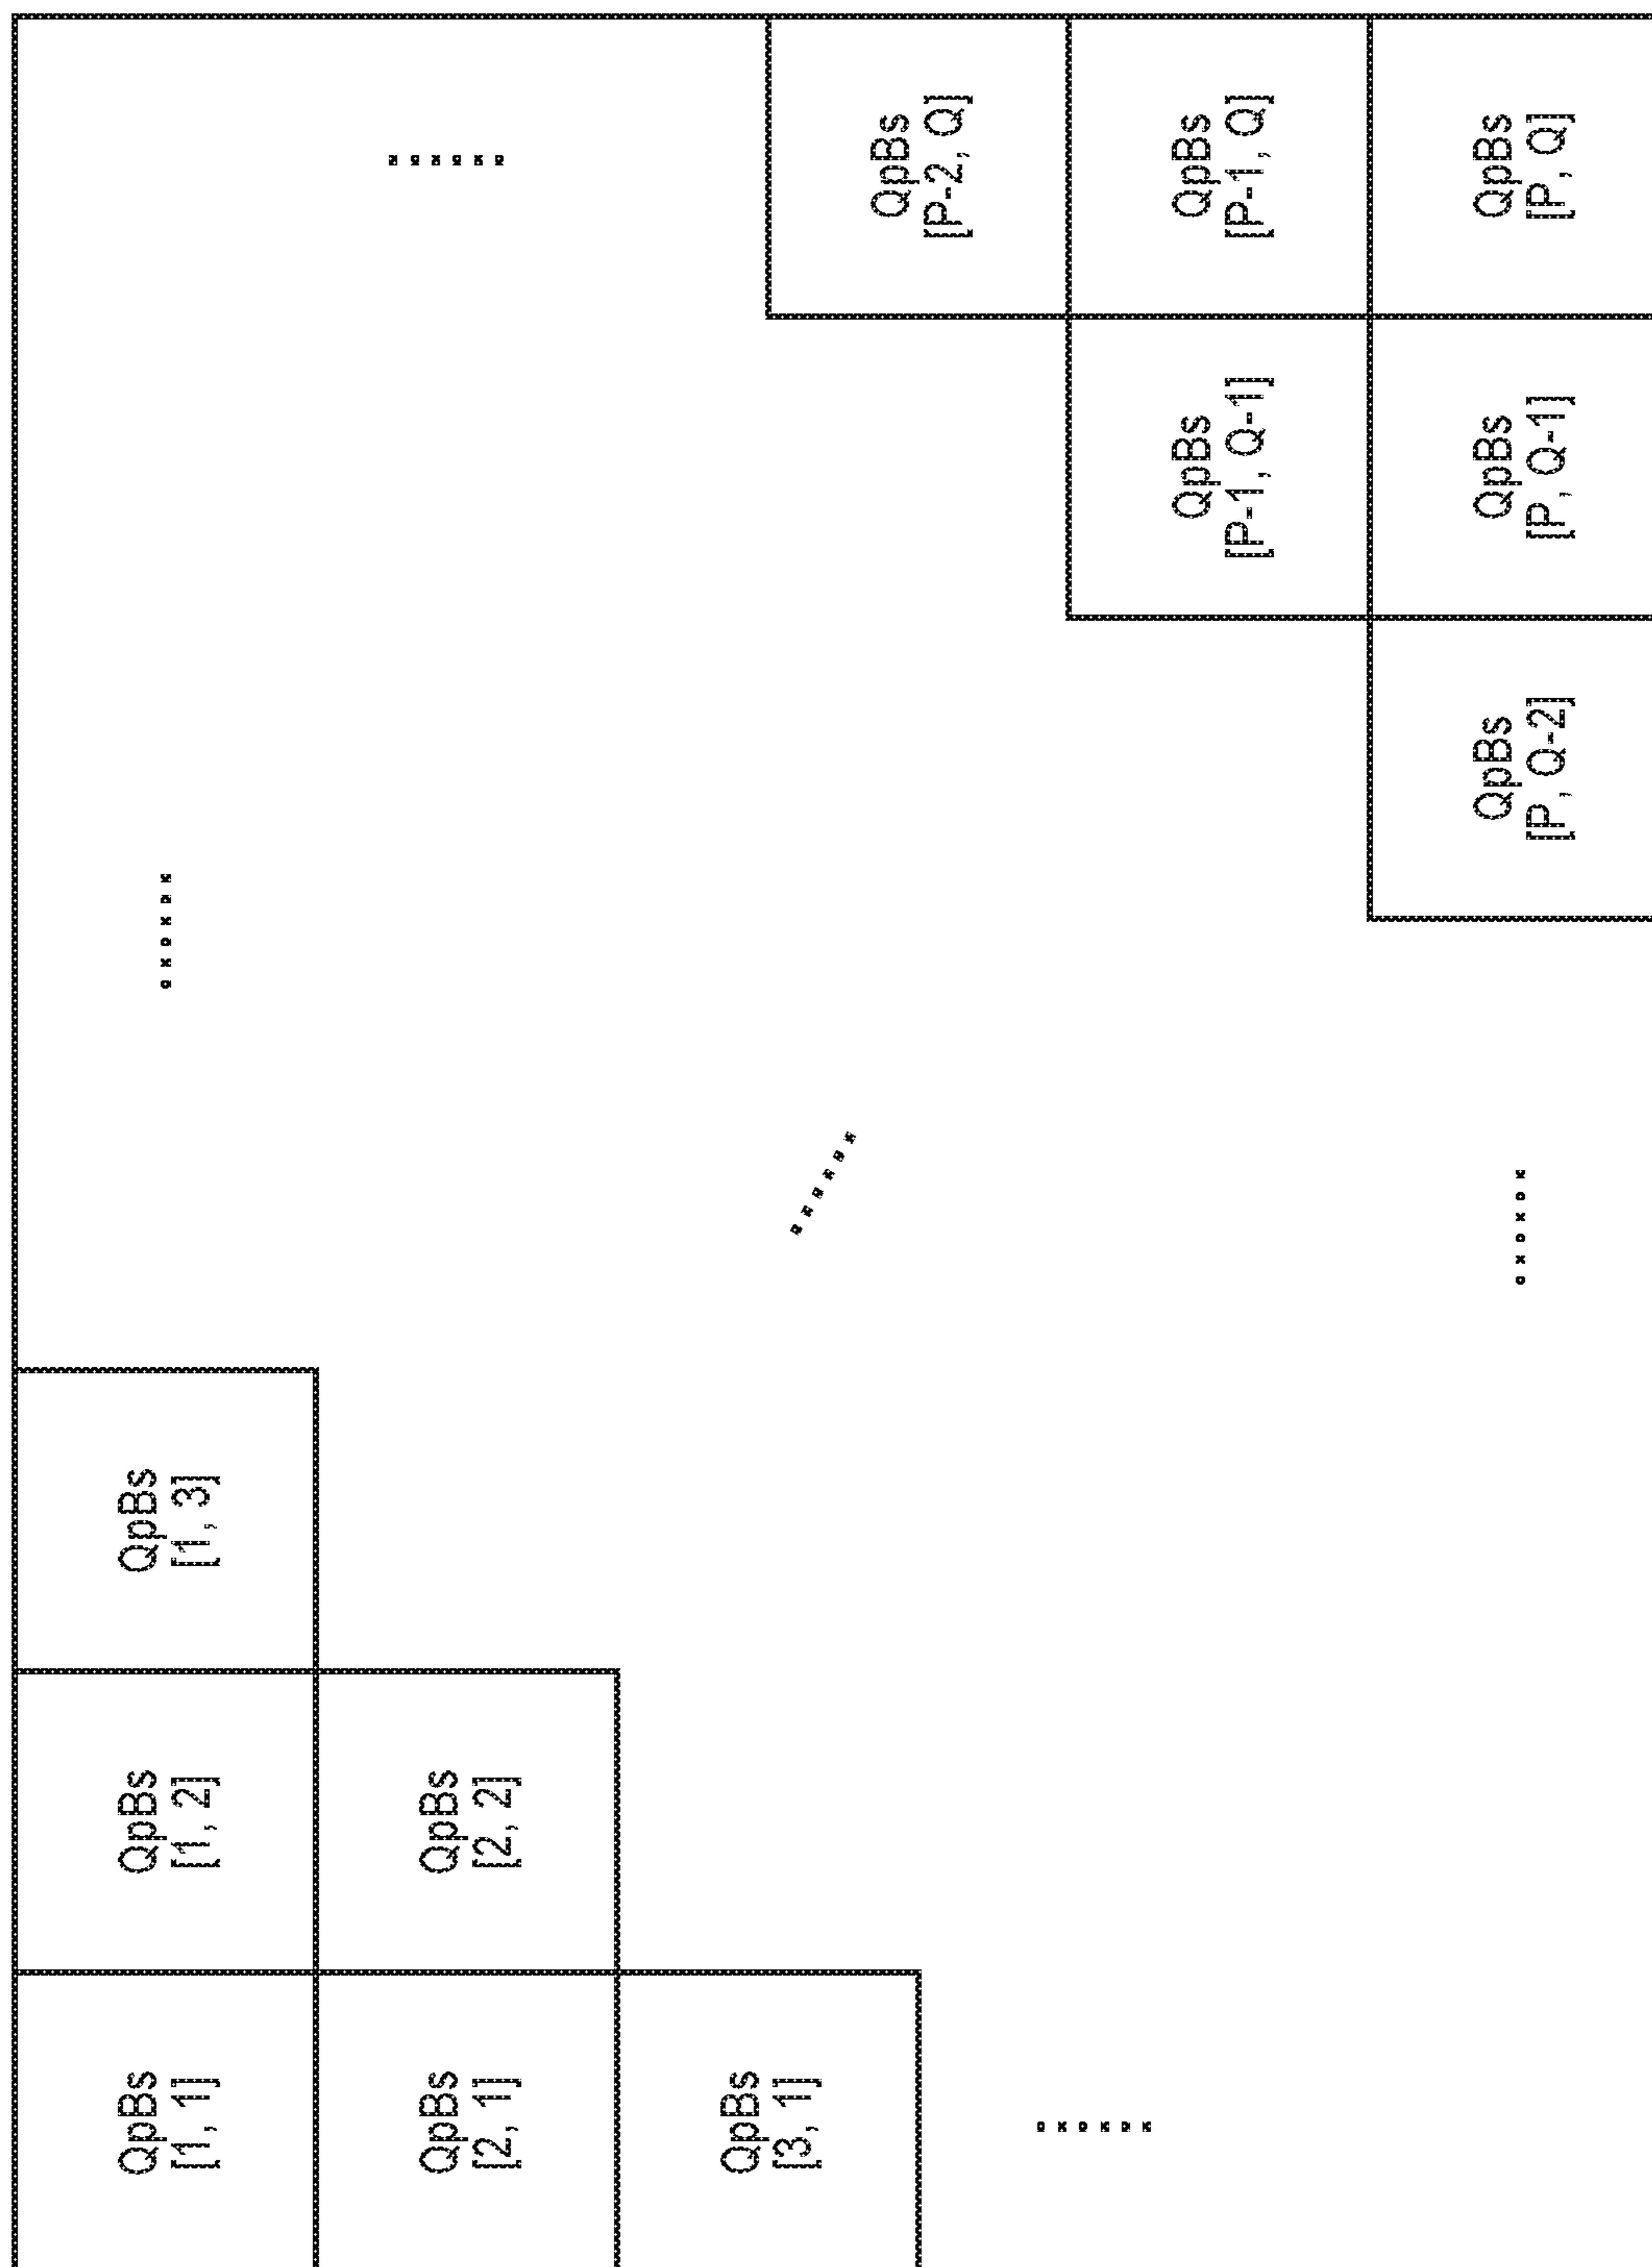 QpBs
[1, 1]
QpBs
[1, 2]
QpBs
[1, 3]
QpBs
[2, 1]
QpBs
[2, 2]
QpBs
[3, 1]
QpBs
[P-2, Q]
QpBs
[P-1, Q-1]
QpBs
[P-1, Q]
QpBs
[P, Q-2]
QpBs
[P, Q-1]
QpBs
[P, Q]